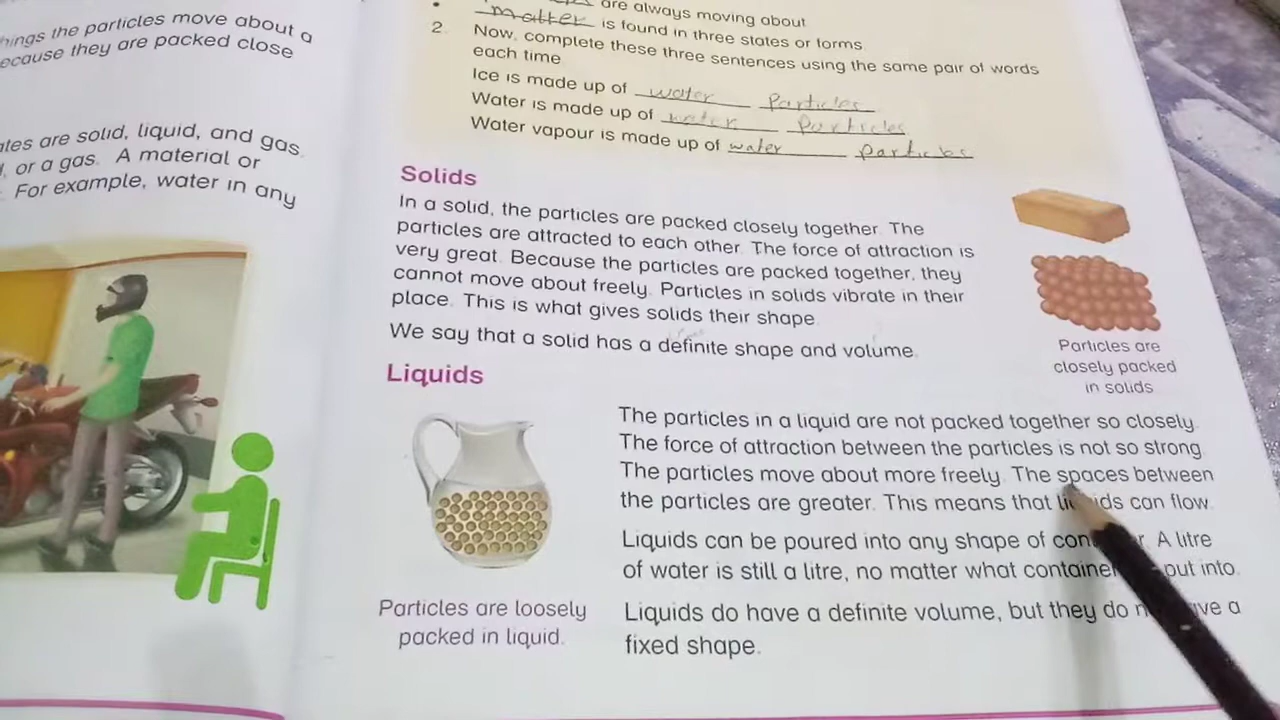 hings the particles move about a
ecause they are packed close
ates are solid, liquid, and gas.
, or a gas. A material or
For example, water in any
are always moving about
matter is found in three states or forms
2. Now, complete these three sentences using the same pair of words
each time
Ice is made up of water particles
Water is made up of water particles
Water vapour is made up of water particles
Solids
In a solid, the particles are packed closely together. The
particles are attracted to each other. The force of attraction is
very great. Because the particles are packed together, they
cannot move about freely. Particles in solids vibrate in their
place. This is what gives solids their shape.
We say that a solid has a definite shape and volume.
Particles are
closely packed
in solids
Liquids
The particles in a liquid are not packed together so closely.
The force of attraction between the particles is not so strong.
The particles move about more freely. The spaces between
the particles are greater. This means that liquids can flow.
Liquids can be poured into any shape of con r. A litre
of water is still a litre, no matter what container put into.
Liquids do have a definite volume, but they do n ve a
fixed shape.
Particles are loosely
packed in liquid.